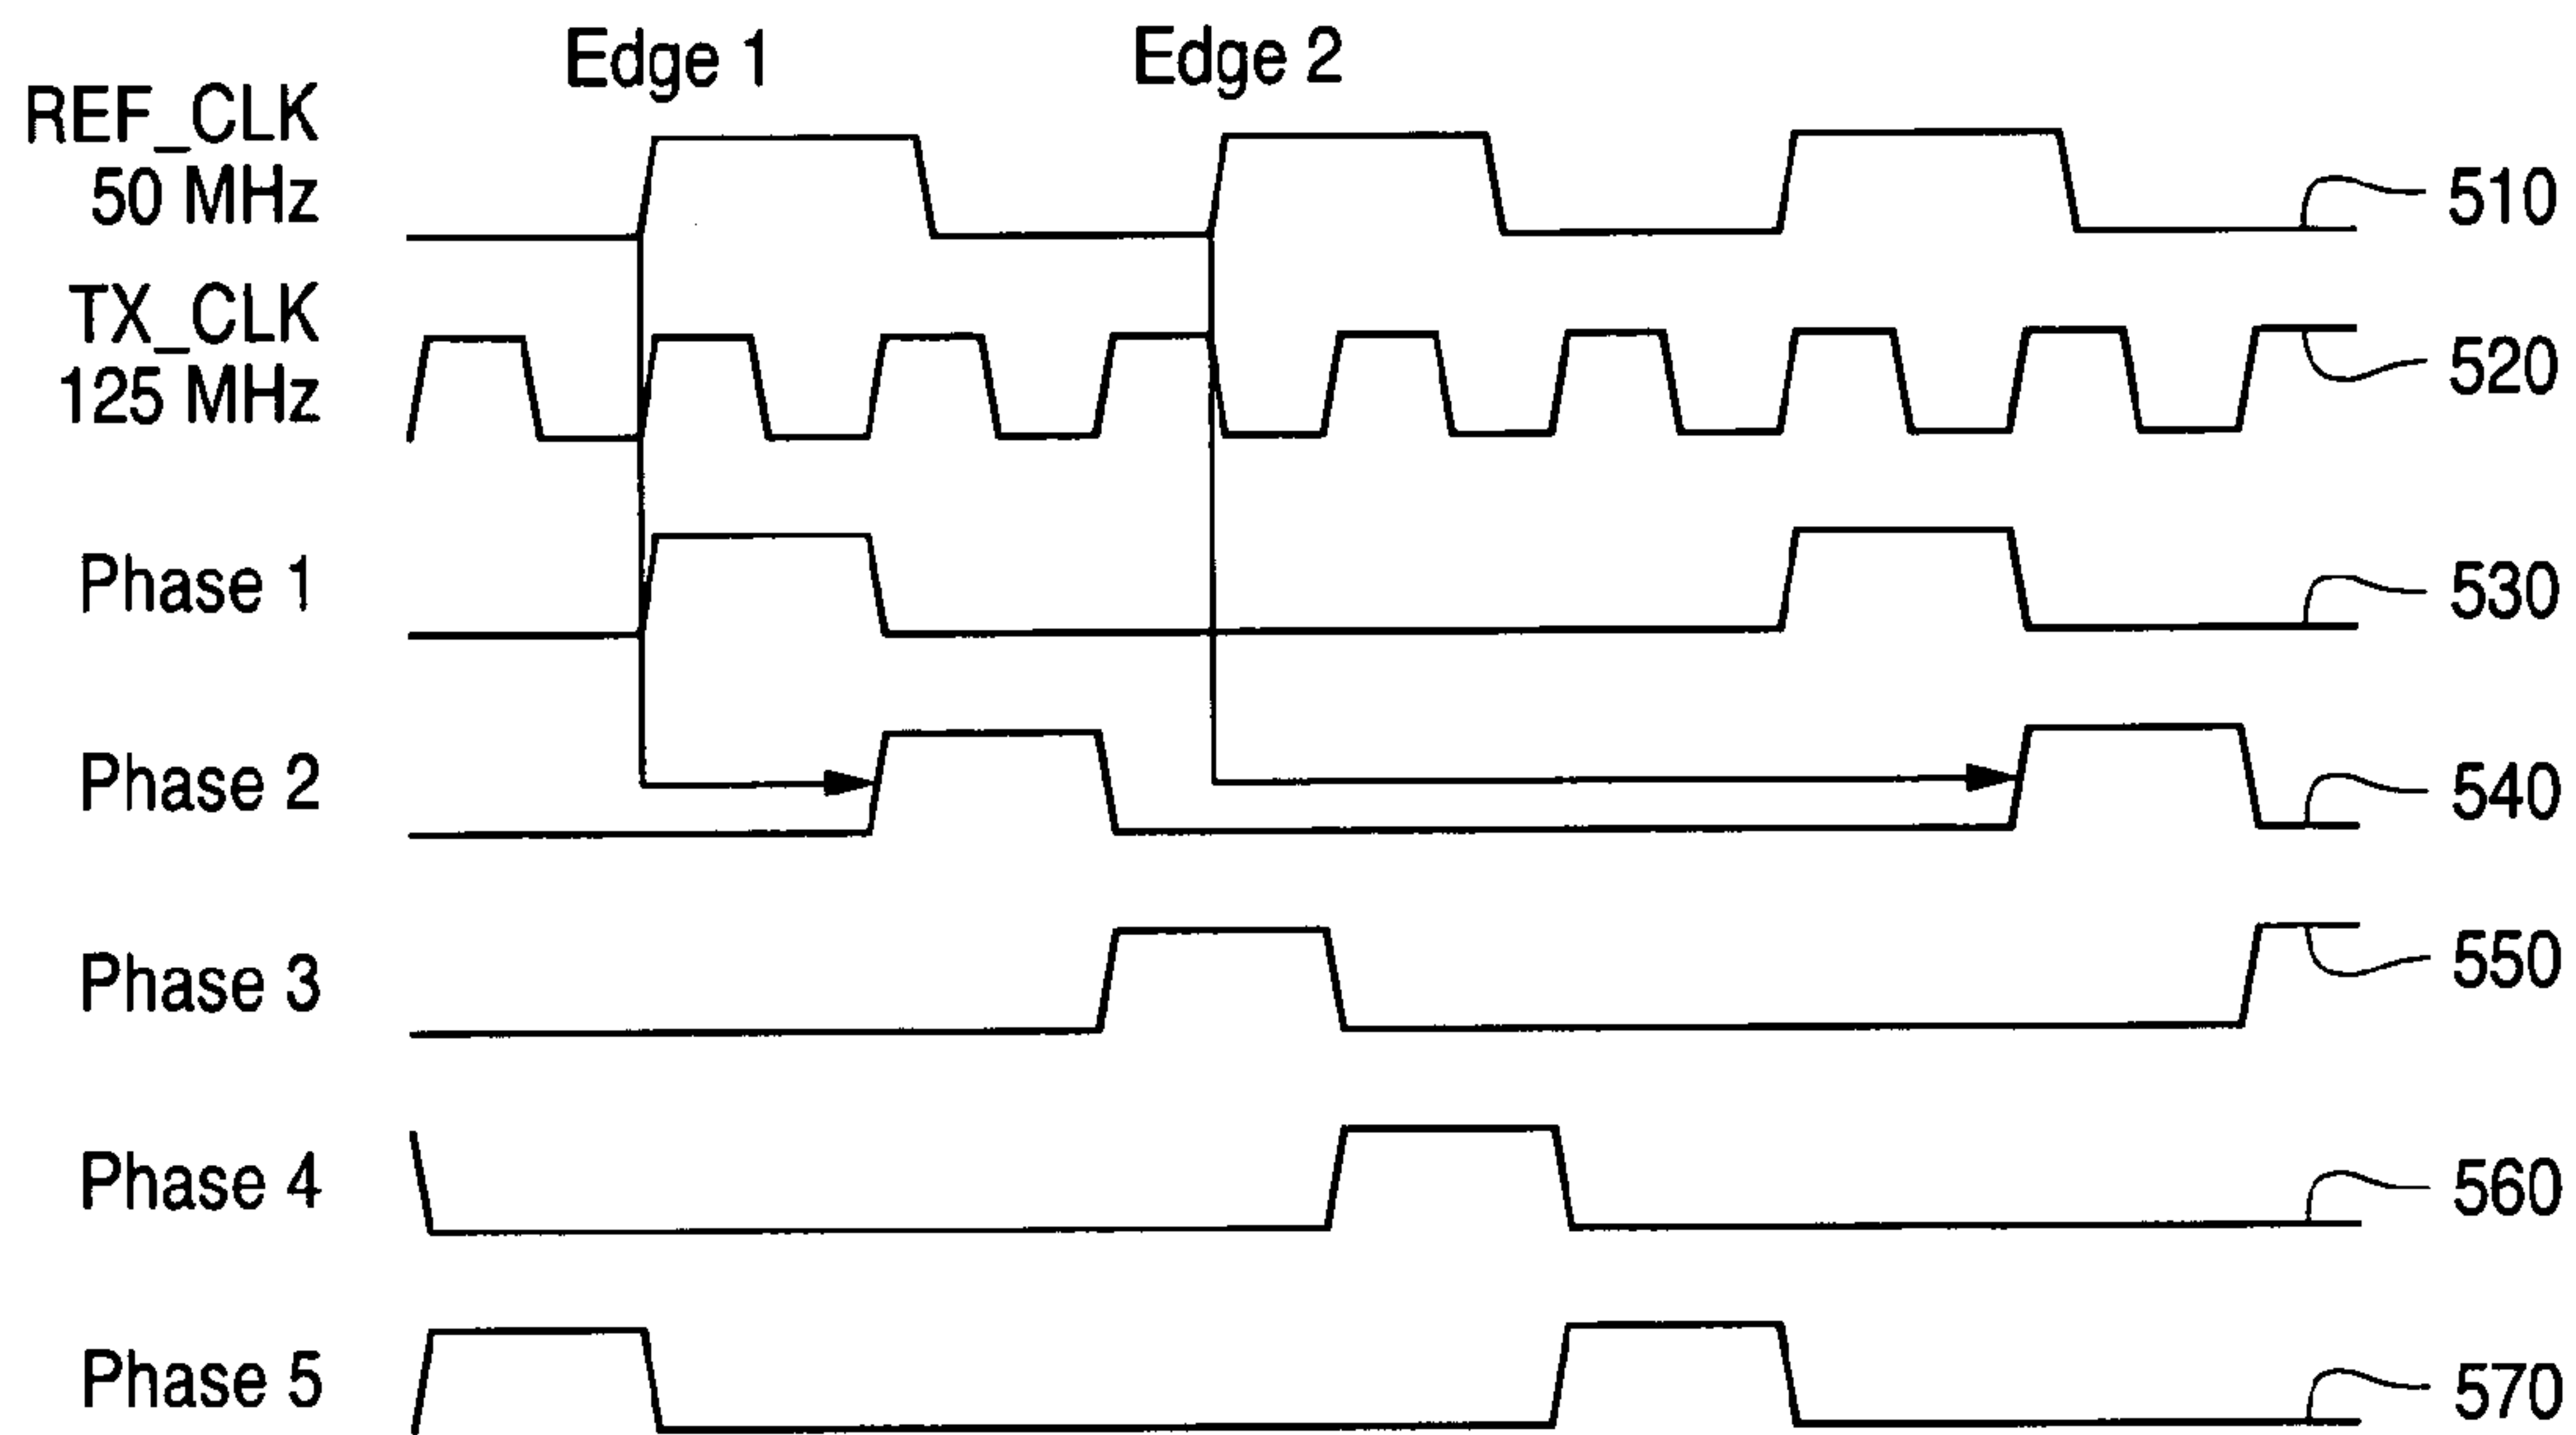 Edge 1
Edge 2
REF_CLK
50 MHz
510
TX_CLK
125 MHz
520
Phase 1
530
Phase 2
540
Phase 3
550
Phase 4
560
Phase 5
570